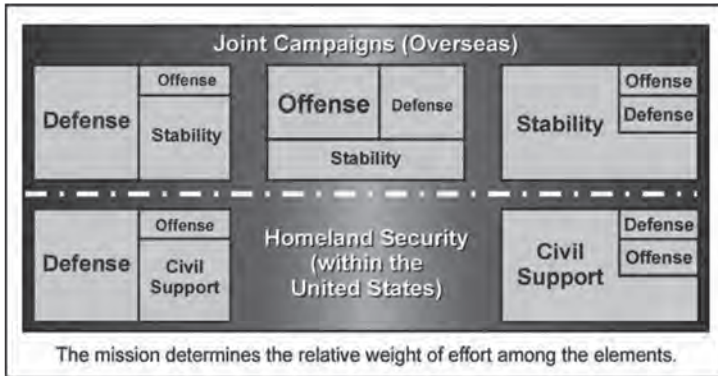 Joint Campaigns (Overseas)
Defense
Offense
Stability
Offense
Defense
Stability
Stability
Offense
Defense
Defense
Offense
Civil
Support
Homeland Security
(within the
United States)
Civil
Support
Defense
Offense
The mission determines the relative weight of effort among the elements.